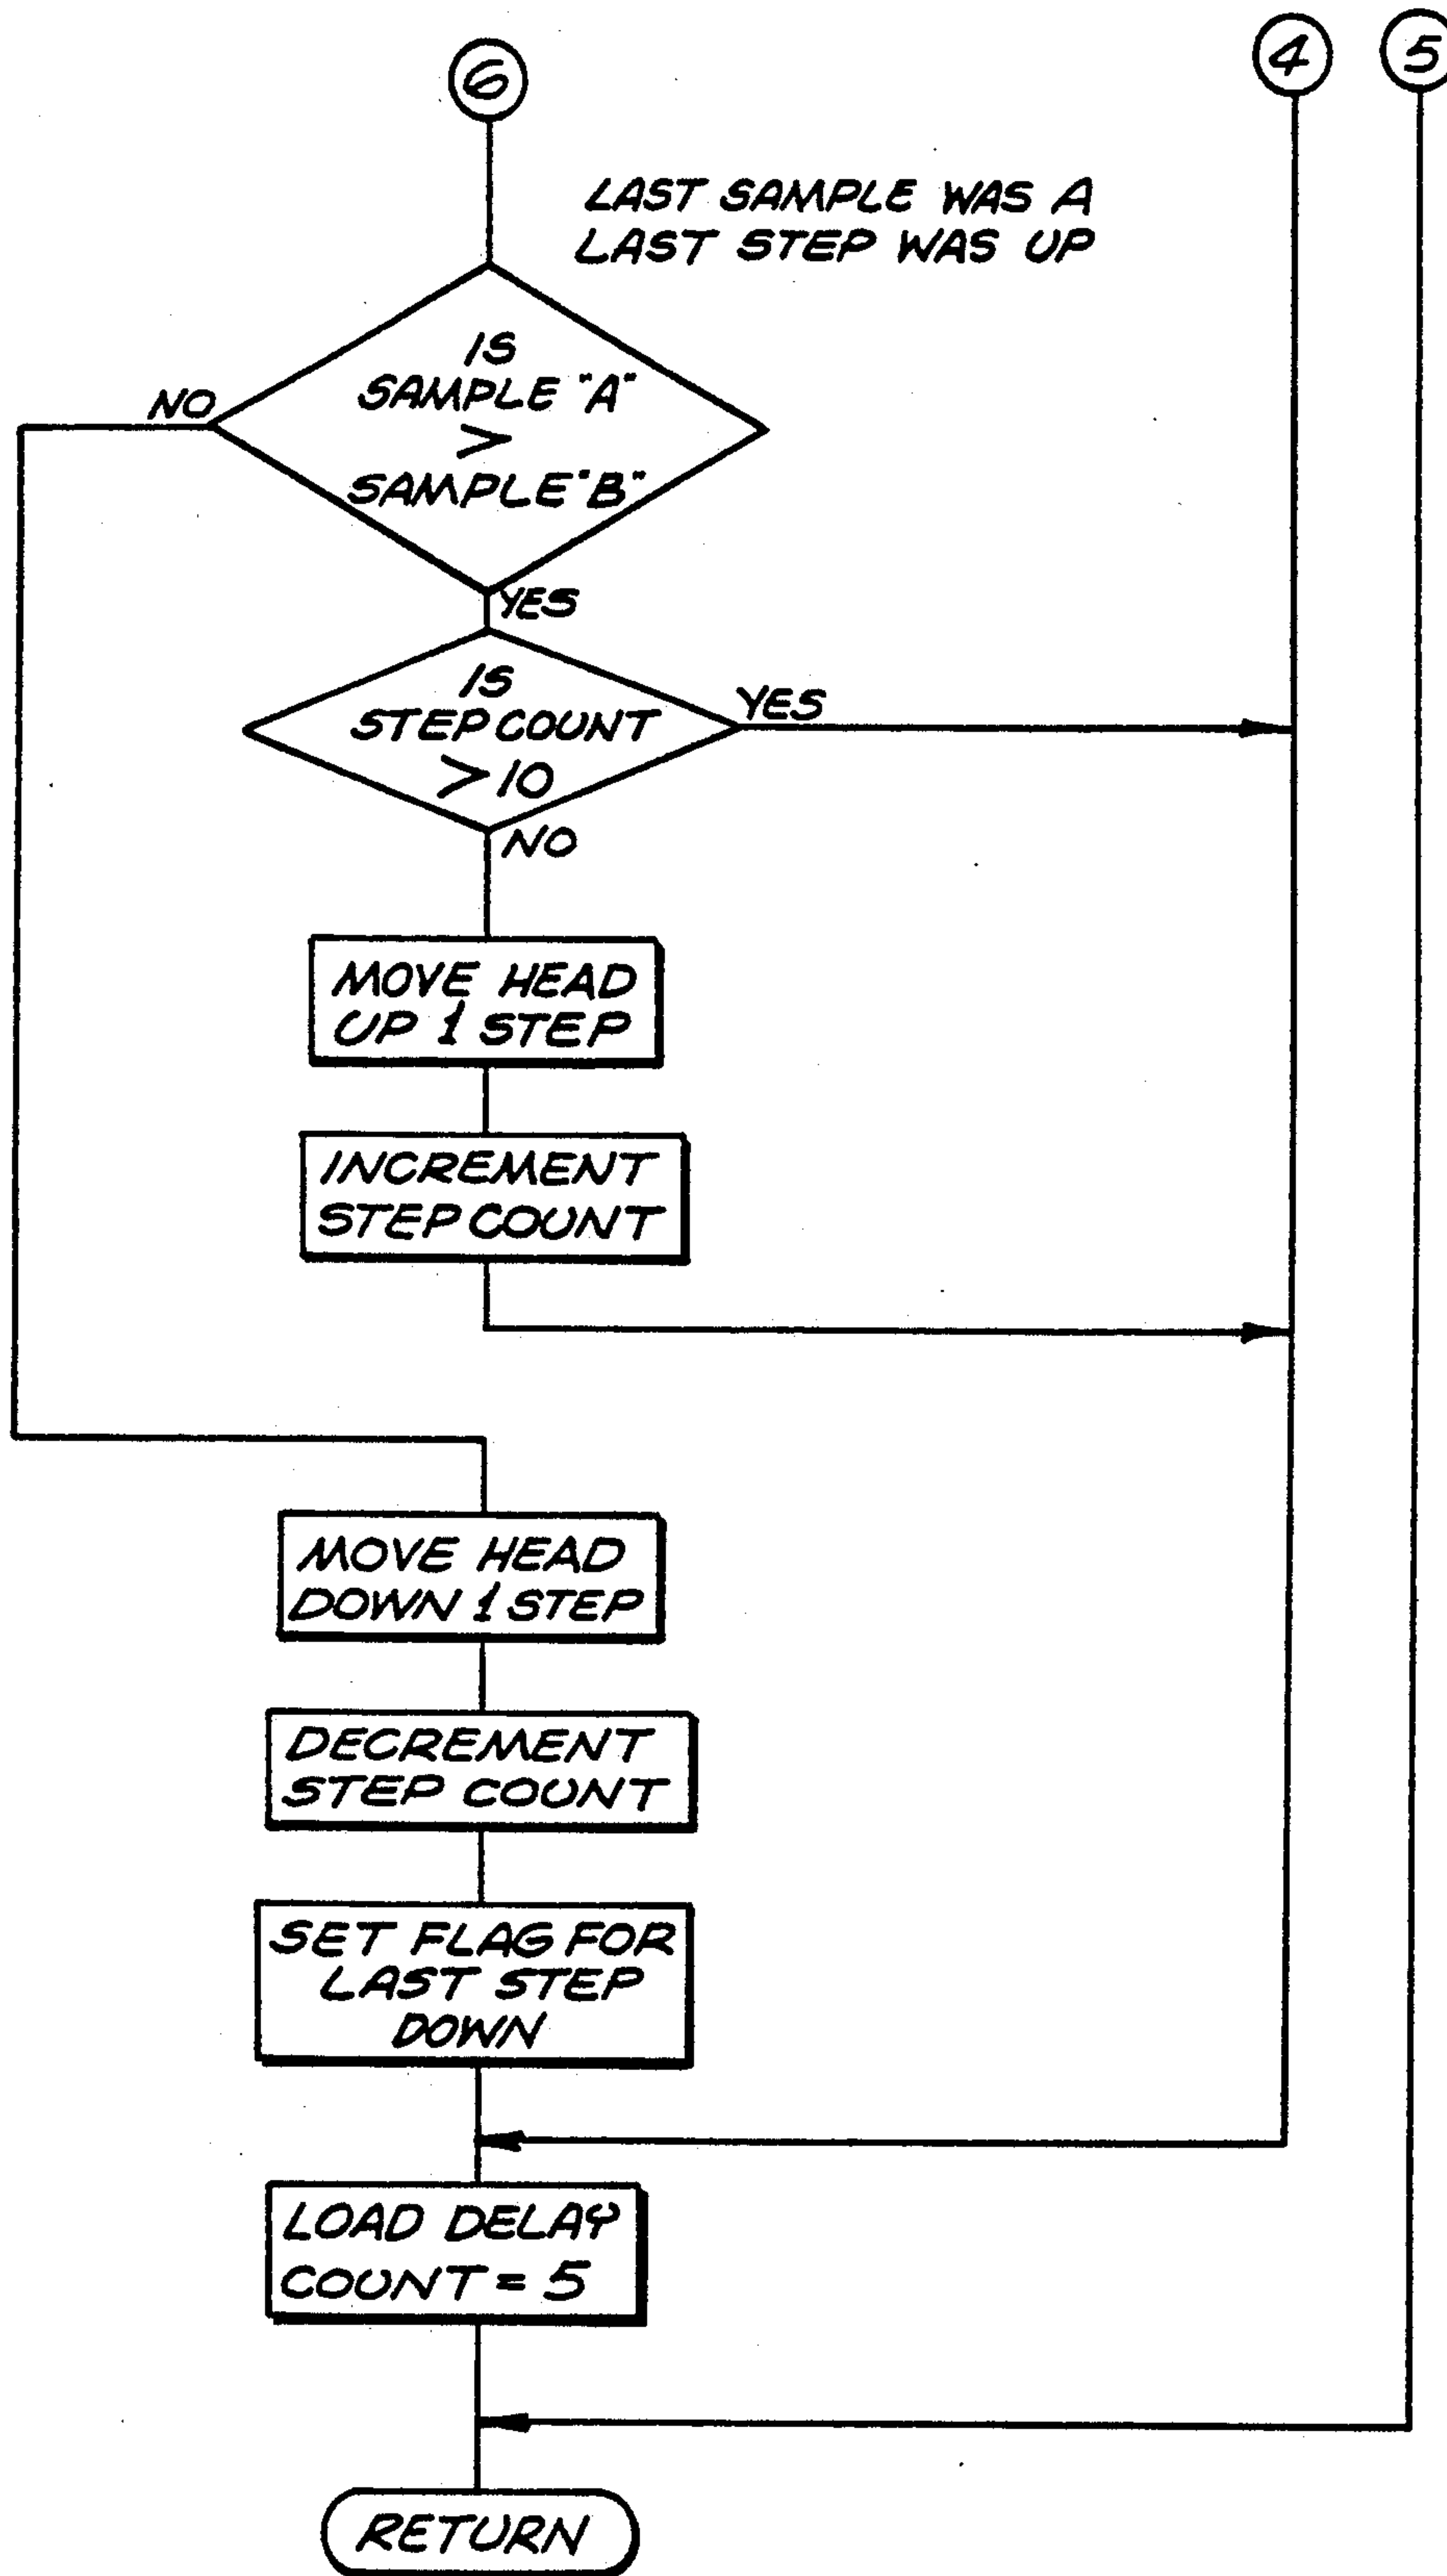 6
4
5
LAST SAMPLE WAS A
LAST STEP WAS UP
IS
SAMPLE "A"
>
SAMPLE "B"
NO
YES
IS
STEP COUNT
> 10
YES
NO
MOVE HEAD
UP 1 STEP
INCREMENT
STEP COUNT
MOVE HEAD
DOWN 1 STEP
DECREMENT
STEP COUNT
SET FLAG FOR
LAST STEP
DOWN
LOAD DELAY
COUNT = 5
RETURN